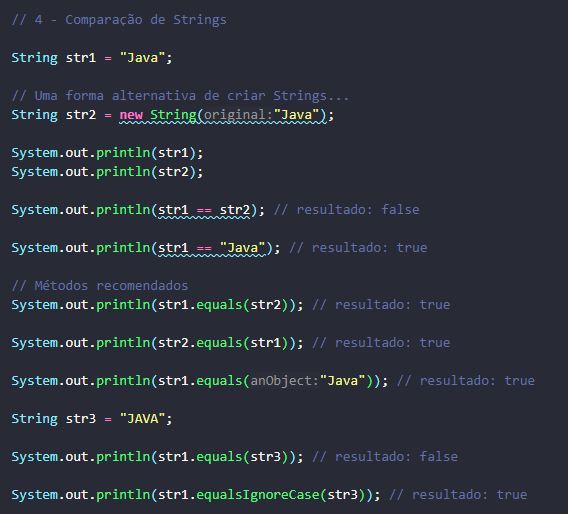 // 4 - Comparação de Strings
String str1 = "Java";
// Uma forma alternativa de criar Strings...
String str2 = new String(original:"Java");
System.out.println(str1);
System.out.println(str2);
System.out.println(str1 == str2); // resultado: false
System.out.println(str1 == "Java"); // resultado: true
// Métodos recomendados
System.out.println(str1.equals(str2)); // resultado: true
System.out.println(str2.equals(str1)); // resultado: true
System.out.println(str1.equals(anObject:"Java")); // resultado: true
String str3 = "JAVA";
System.out.println(str1.equals(str3)); // resultado: false
System.out.println(str1.equalsIgnoreCase(str3)); // resultado: true